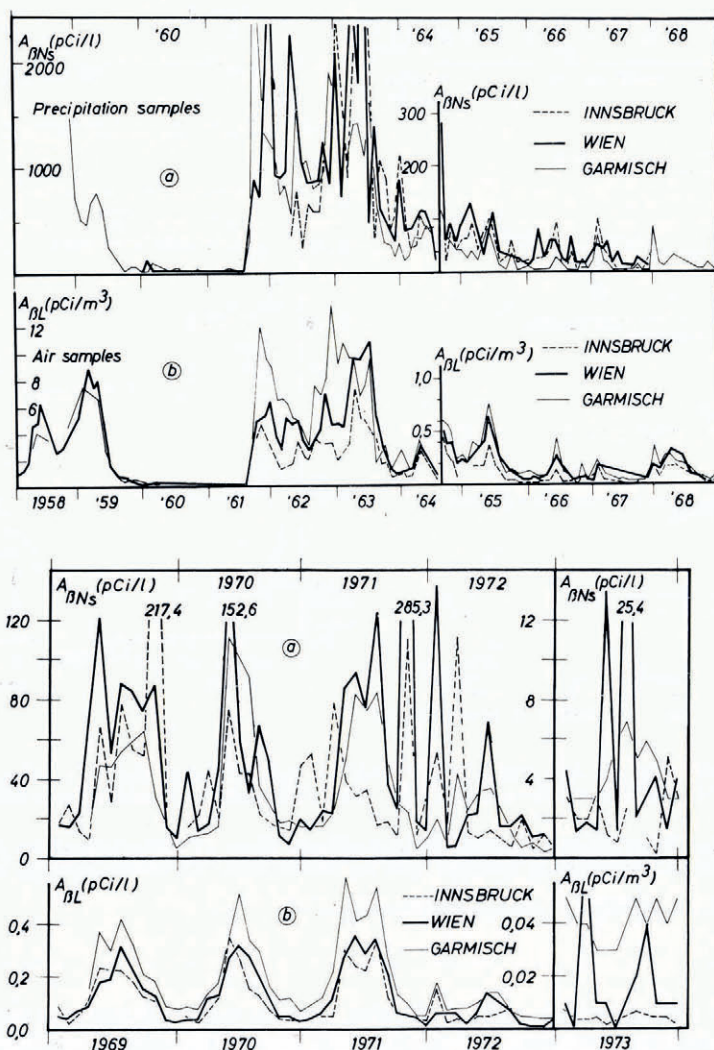 A βNs (pCi/l) '60 '64 '65 '66 '67 '68
2000
Precipitation samples
1000
a
A βNs (pCi/l)
300
200
INNSBRUCK
WIEN
GARMISCH
100
0
A βL (pCi/m³)
12
Air samples
8
6
4
b
A βL (pCi/m³)
1,0
0,5
INNSBRUCK
WIEN
GARMISCH
1958 '59 '60 '61 '62 '63 '64 '65 '66 '67 '68
A βNs (pCi/l) 1970 1971 1972
217,4 152,6 285,3
a
120
80
40
0
A βNs (pCi/l)
25,4
12
8
4
A βL (pCi/l)
b
0,4
0,2
0,0
INNSBRUCK
WIEN
GARMISCH
A βL (pCi/m³)
0,04
0,02
1969 1970 1971 1972 1973